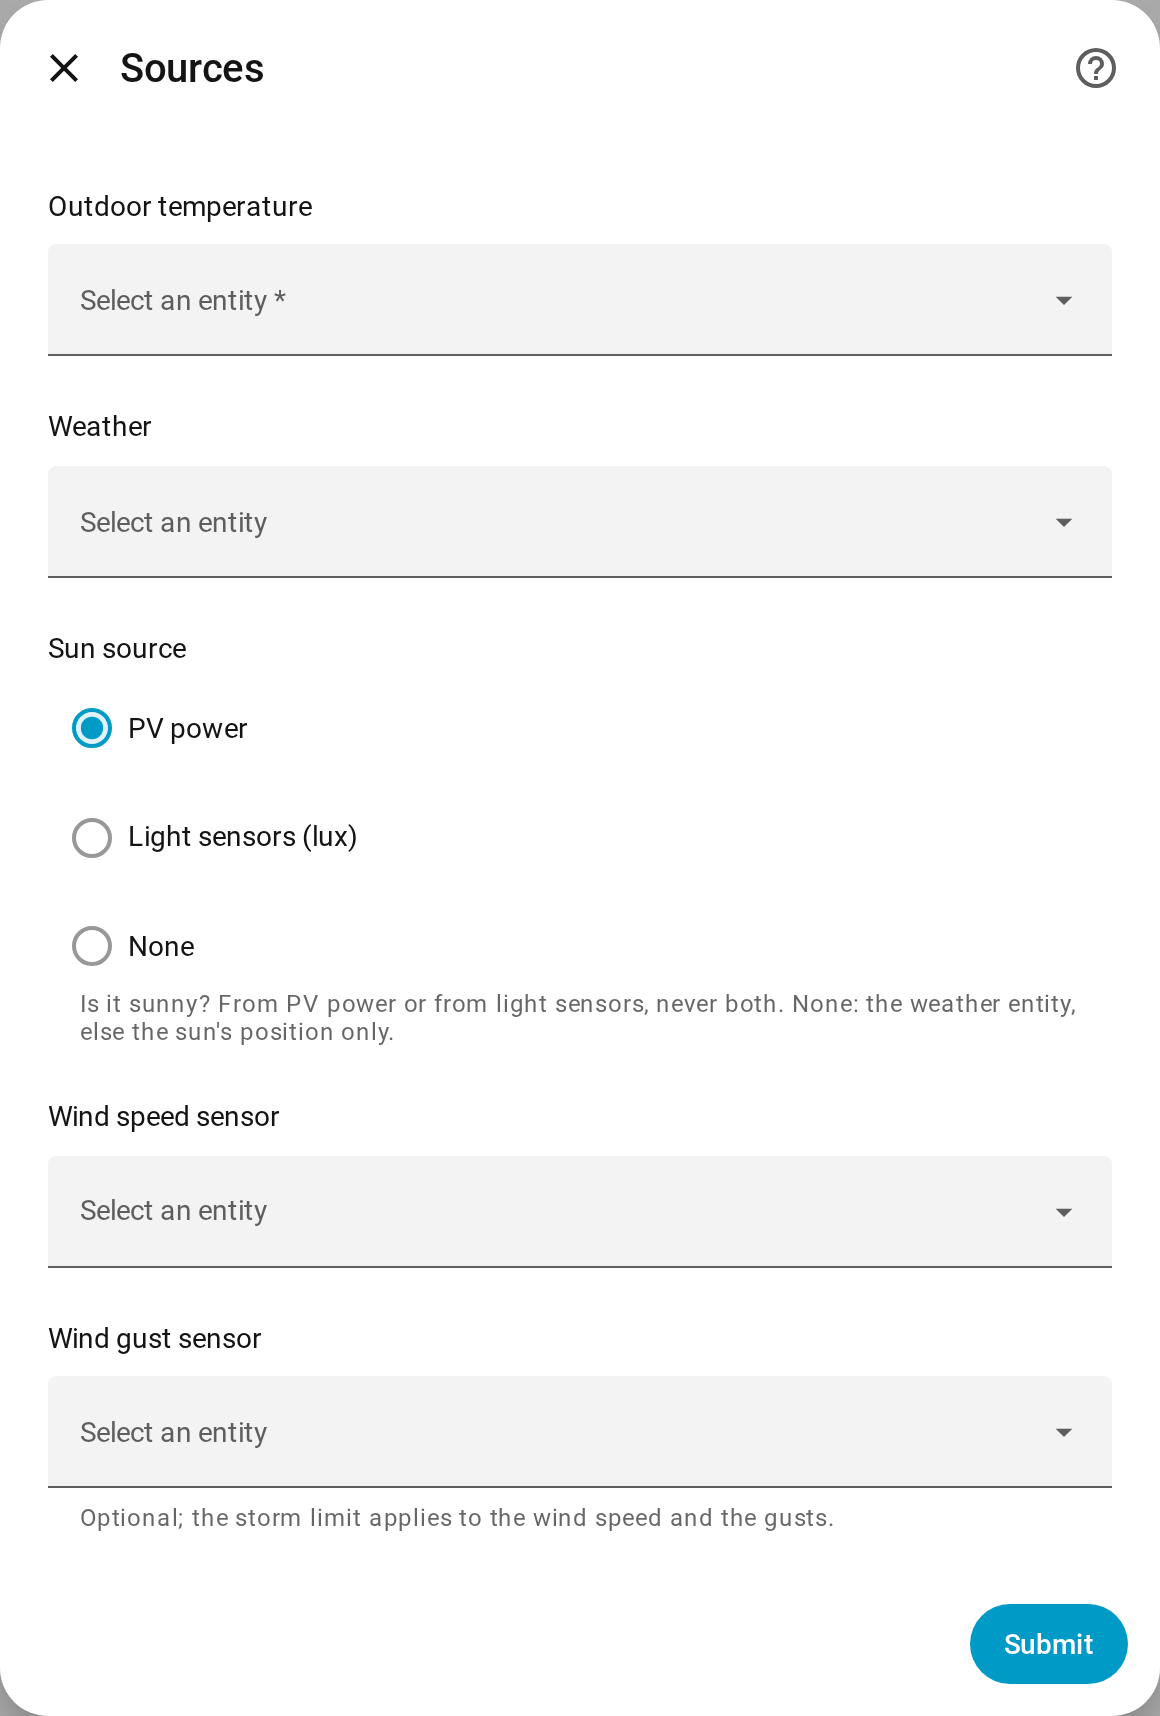 Sources
Outdoor temperature
Select an entity *
Weather
Select an entity
Sun source
PV power
Light sensors (lux)
None
Is it sunny? From PV power or from light sensors, never both. None: the weather entity,
else the sun's position only.
Wind speed sensor
Select an entity
Wind gust sensor
Select an entity
Optional; the storm limit applies to the wind speed and the gusts.
Submit